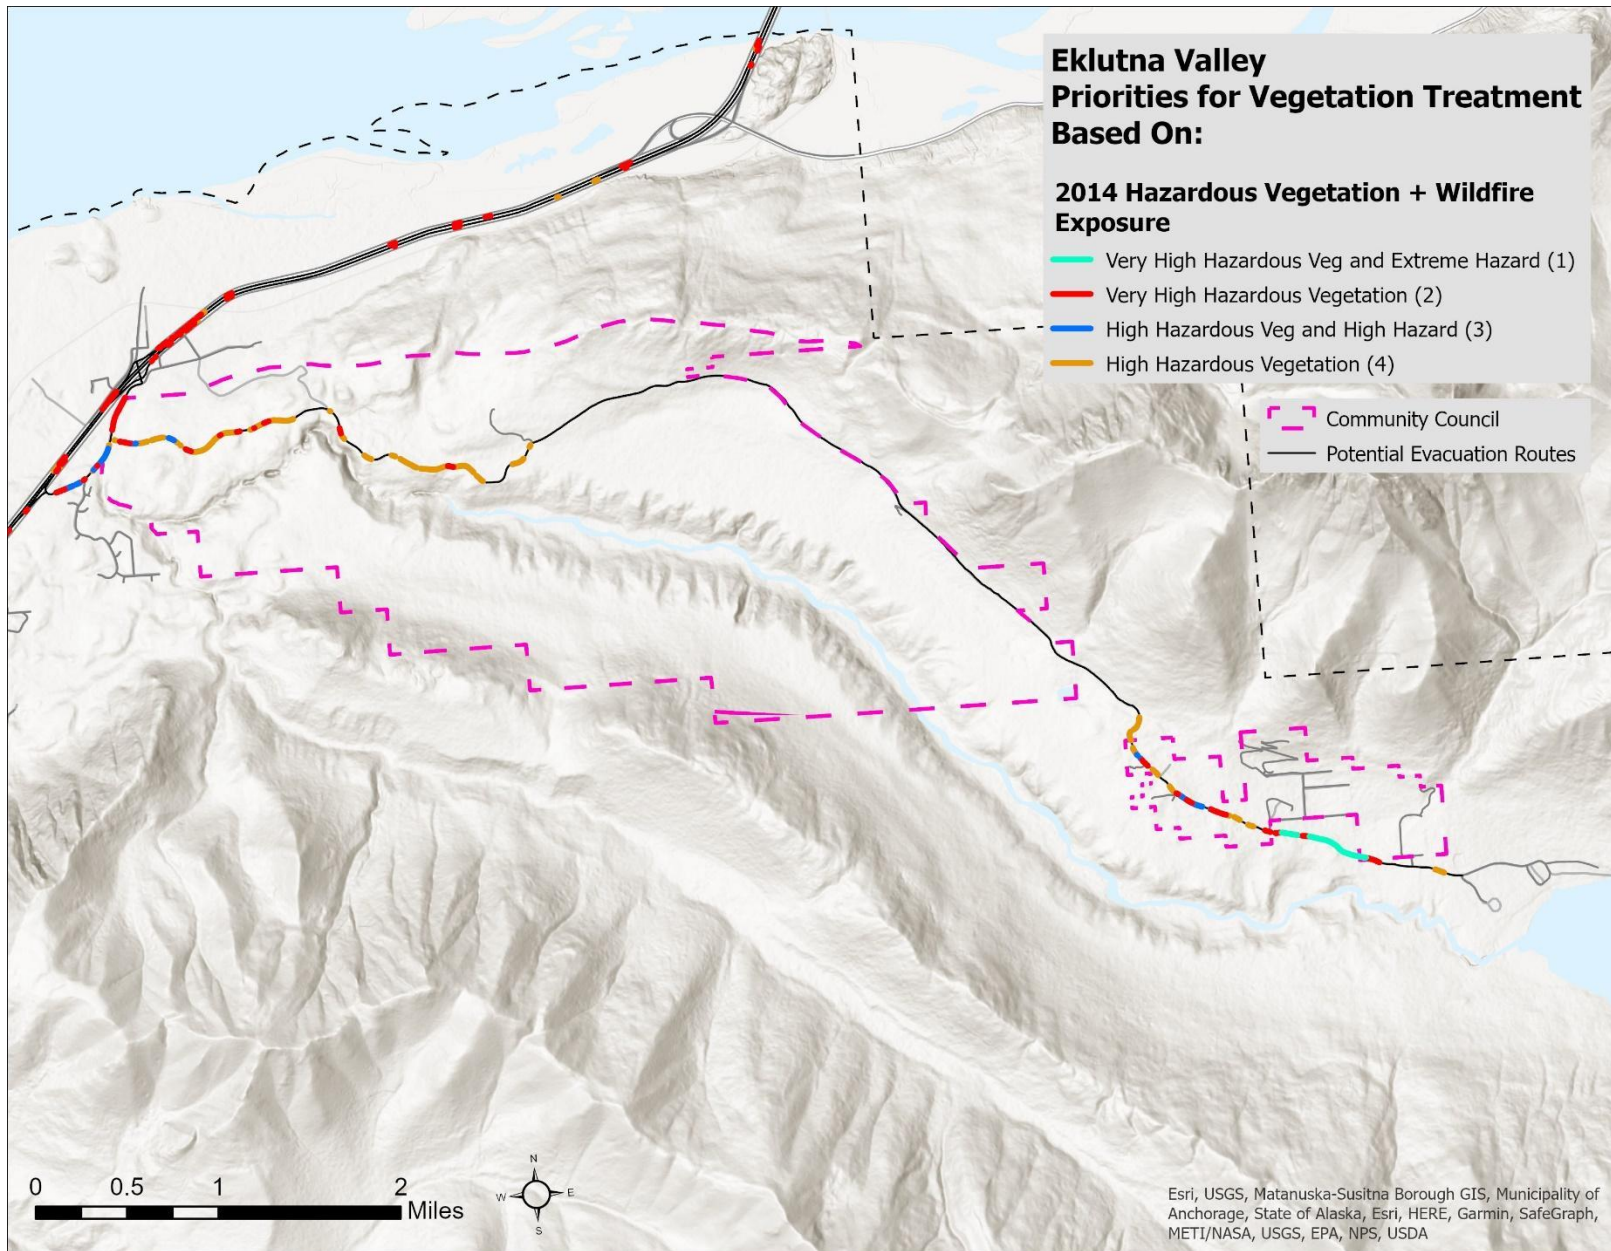 Eklutna Valley
Priorities for Vegetation Treatment
Based On:
2014 Hazardous Vegetation + Wildfire
Exposure
Very High Hazardous Veg and Extreme Hazard (1)
Very High Hazardous Vegetation (2)
High Hazardous Veg and High Hazard (3)
High Hazardous Vegetation (4)
Community Council
Potential Evacuation Routes
0 0.5 1 2
Miles
N
W E
S
Esri, USGS, Matanuska-Susitna Borough GIS, Municipality of
Anchorage, State of Alaska, Esri, HERE, Garmin, SafeGraph,
METI/NASA, USGS, EPA, NPS, USDA